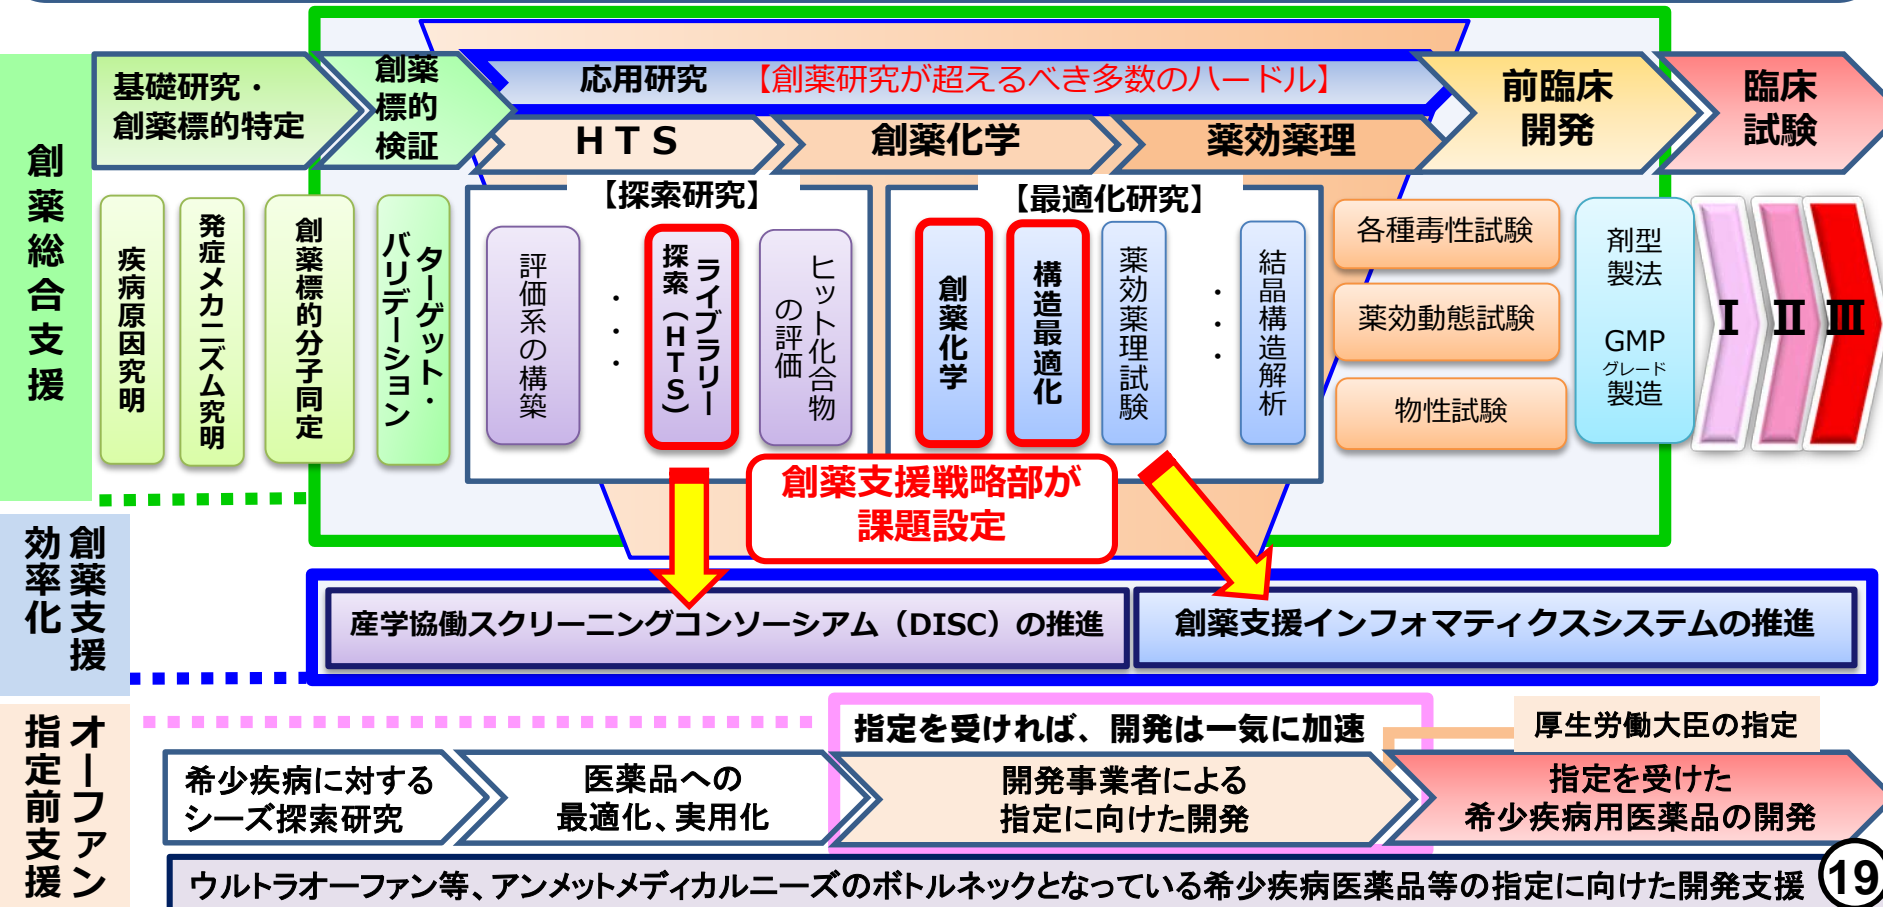 創薬総合支援
基礎研究・
創薬標的特定
創薬
標的
検証
応用研究 【創薬研究が超えるべき多数のハードル】
HTS
創薬化学
薬効薬理
前臨床
開発
臨床
試験
疾病原因究明
発症メカニズム究明
創薬標的分子同定
ターゲット・
バリデーション
【探索研究】
評価系の構築
・・・
ライブラリー
探索（HTS）
ヒット化合物
の評価
【最適化研究】
創薬化学
構造最適化
薬効薬理試験
・・・
結晶構造解析
各種毒性試験
薬効動態試験
物性試験
剤型
製法
GMP
グレード
製造
Ⅰ
Ⅱ
Ⅲ
創薬支援戦略部が
課題設定
創薬支援
効率化
産学協働スクリーニングコンソーシアム（DISC）の推進
創薬支援インフォマティクスシステムの推進
オーファン
指定前支援
指定を受ければ、開発は一気に加速
厚生労働大臣の指定
希少疾病に対する
シーズ探索研究
医薬品への
最適化、実用化
開発事業者による
指定に向けた開発
指定を受けた
希少疾病用医薬品の開発
ウルトラオーファン等、アンメットメディカルニーズのボトルネックとなっている希少疾病医薬品等の指定に向けた開発支援
19